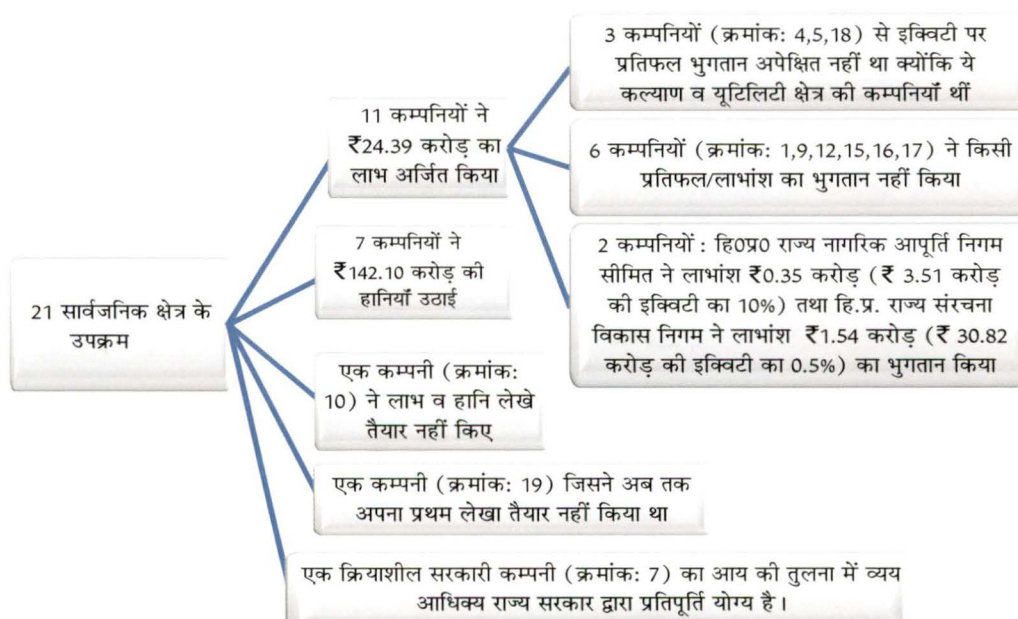 21 सार्वजनिक क्षेत्र के
उपक्रम
11 कम्पनियों ने
₹24.39 करोड़ का
लाभ अर्जित किया
3 कम्पनियों (क्रमांक: 4,5,18) से इक्विटी पर
प्रतिफल भुगतान अपेक्षित नहीं था क्योंकि ये
कल्याण व यूटिलिटी क्षेत्र की कम्पनियाँ थीं
6 कम्पनियों (क्रमांक: 1,9,12,15,16,17) ने किसी
प्रतिफल/लाभांश का भुगतान नहीं किया
2 कम्पनियों : हि0प्र0 राज्य नागरिक आपूर्ति निगम
सीमित ने लाभांश ₹0.35 करोड़ (₹ 3.51 करोड़
की इक्विटी का 10%) तथा हि.प्र. राज्य संरचना
विकास निगम ने लाभांश ₹1.54 करोड़ (₹ 30.82
करोड़ की इक्विटी का 0.5%) का भुगतान किया
7 कम्पनियों ने
₹142.10 करोड़ की
हानियाँ उठाई
एक कम्पनी (क्रमांक:
10) ने लाभ व हानि लेखे
तैयार नहीं किए
एक कम्पनी (क्रमांक: 19) जिसने अब तक
अपना प्रथम लेखा तैयार नहीं किया था
एक क्रियाशील सरकारी कम्पनी (क्रमांक: 7) का आय की तुलना में व्यय
आधिक्य राज्य सरकार द्वारा प्रतिपूर्ति योग्य है।